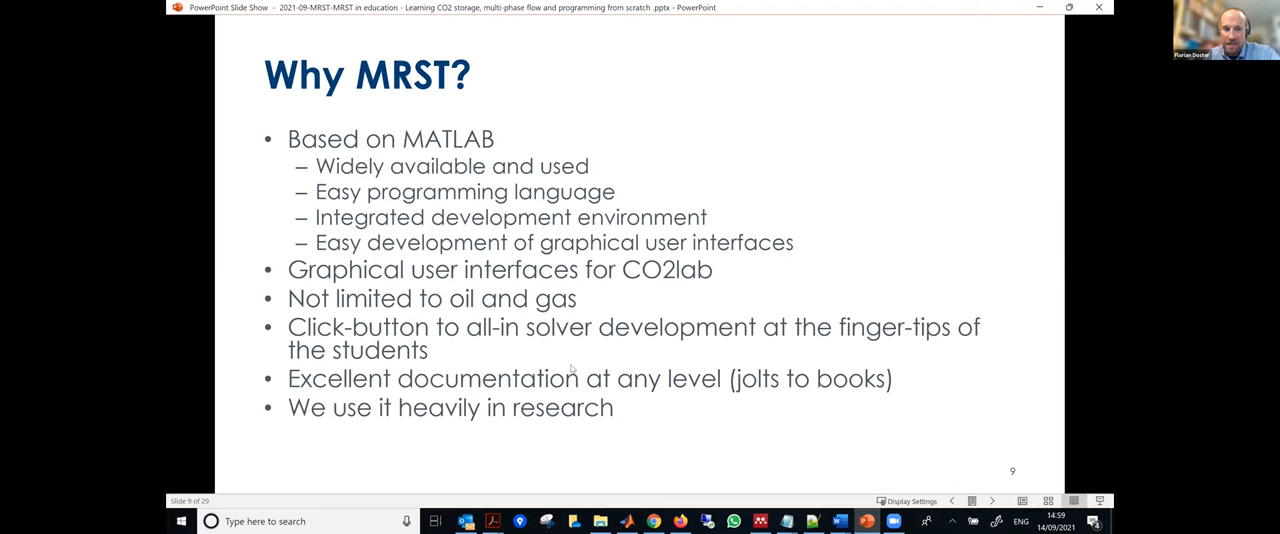 PowerPoint Slide Show - 2021-09-MRST-MRST in education - Learning CO2 storage, multi-phase flow and programming from scratch .pptx - PowerPoint
Florian Doster
Why MRST?
• Based on MATLAB
– Widely available and used
– Easy programming language
– Integrated development environment
– Easy development of graphical user interfaces
• Graphical user interfaces for CO2lab
• Not limited to oil and gas
• Click-button to all-in solver development at the finger-tips of
the students
• Excellent documentation at any level (jolts to books)
• We use it heavily in research
9
Slide 9 of 29
Display Settings
Type here to search
ENG
14:59
14/09/2021
4